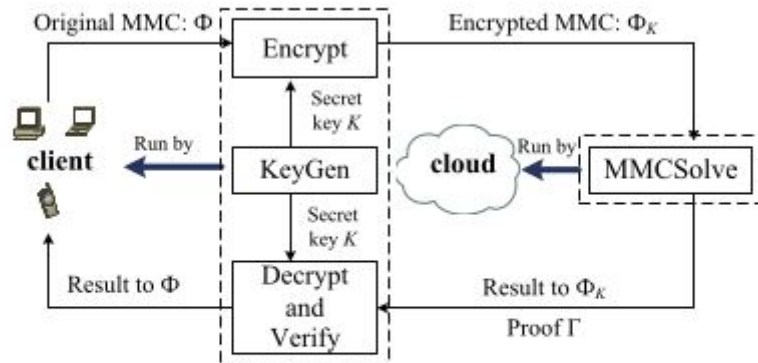 Original MMC: Φ
Encrypt
Encrypted MMC: Φ_K
Secret
key K
client
Run by
KeyGen
cloud
Run by
MMCSolve
Secret
key K
Result to Φ
Decrypt
and
Verify
Result to Φ_K
Proof Γ